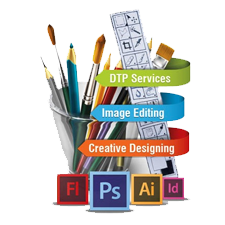 DTP Services
Image Editing
Creative Designing
Fl Ps Ai Id